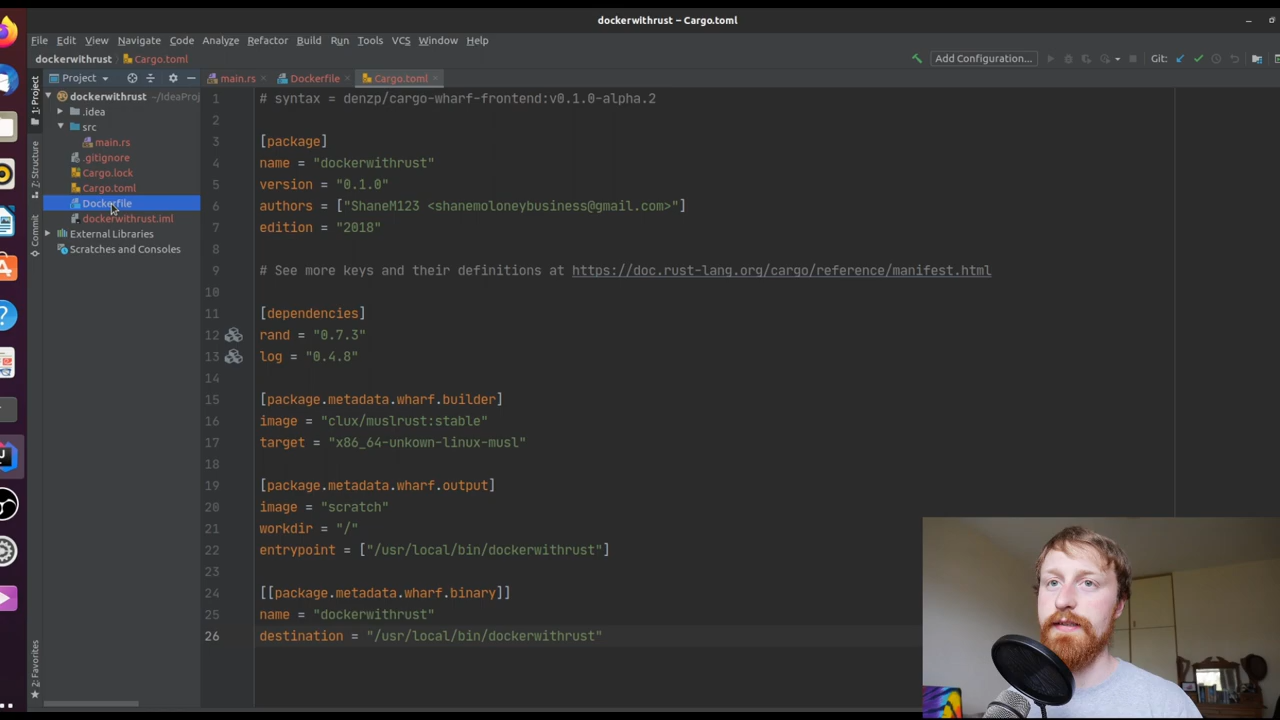 dockerwithrust – Cargo.toml
File Edit View Navigate Code Analyze Refactor Build Run Tools VCS Window Help
dockerwithrust Cargo.toml
Add Configuration...
Git:
Project
main.rs
Dockerfile
Cargo.toml
1: Project
Z: Structure
Commit
2: Favorites
dockerwithrust ~/IdeaProj
.idea
src
main.rs
.gitignore
Cargo.lock
Cargo.toml
Dockerfile
dockerwithrust.iml
External Libraries
Scratches and Consoles
1 # syntax = denzp/cargo-wharf-frontend:v0.1.0-alpha.2
2
3 [package]
4 name = "dockerwithrust"
5 version = "0.1.0"
6 authors = ["ShaneM123 <shanemoloneybusiness@gmail.com>"]
7 edition = "2018"
8
9 # See more keys and their definitions at https://doc.rust-lang.org/cargo/reference/manifest.html
10
11 [dependencies]
12 rand = "0.7.3"
13 log = "0.4.8"
14
15 [package.metadata.wharf.builder]
16 image = "clux/muslrust:stable"
17 target = "x86_64-unkown-linux-musl"
18
19 [package.metadata.wharf.output]
20 image = "scratch"
21 workdir = "/"
22 entrypoint = ["/usr/local/bin/dockerwithrust"]
23
24 [[package.metadata.wharf.binary]]
25 name = "dockerwithrust"
26 destination = "/usr/local/bin/dockerwithrust"